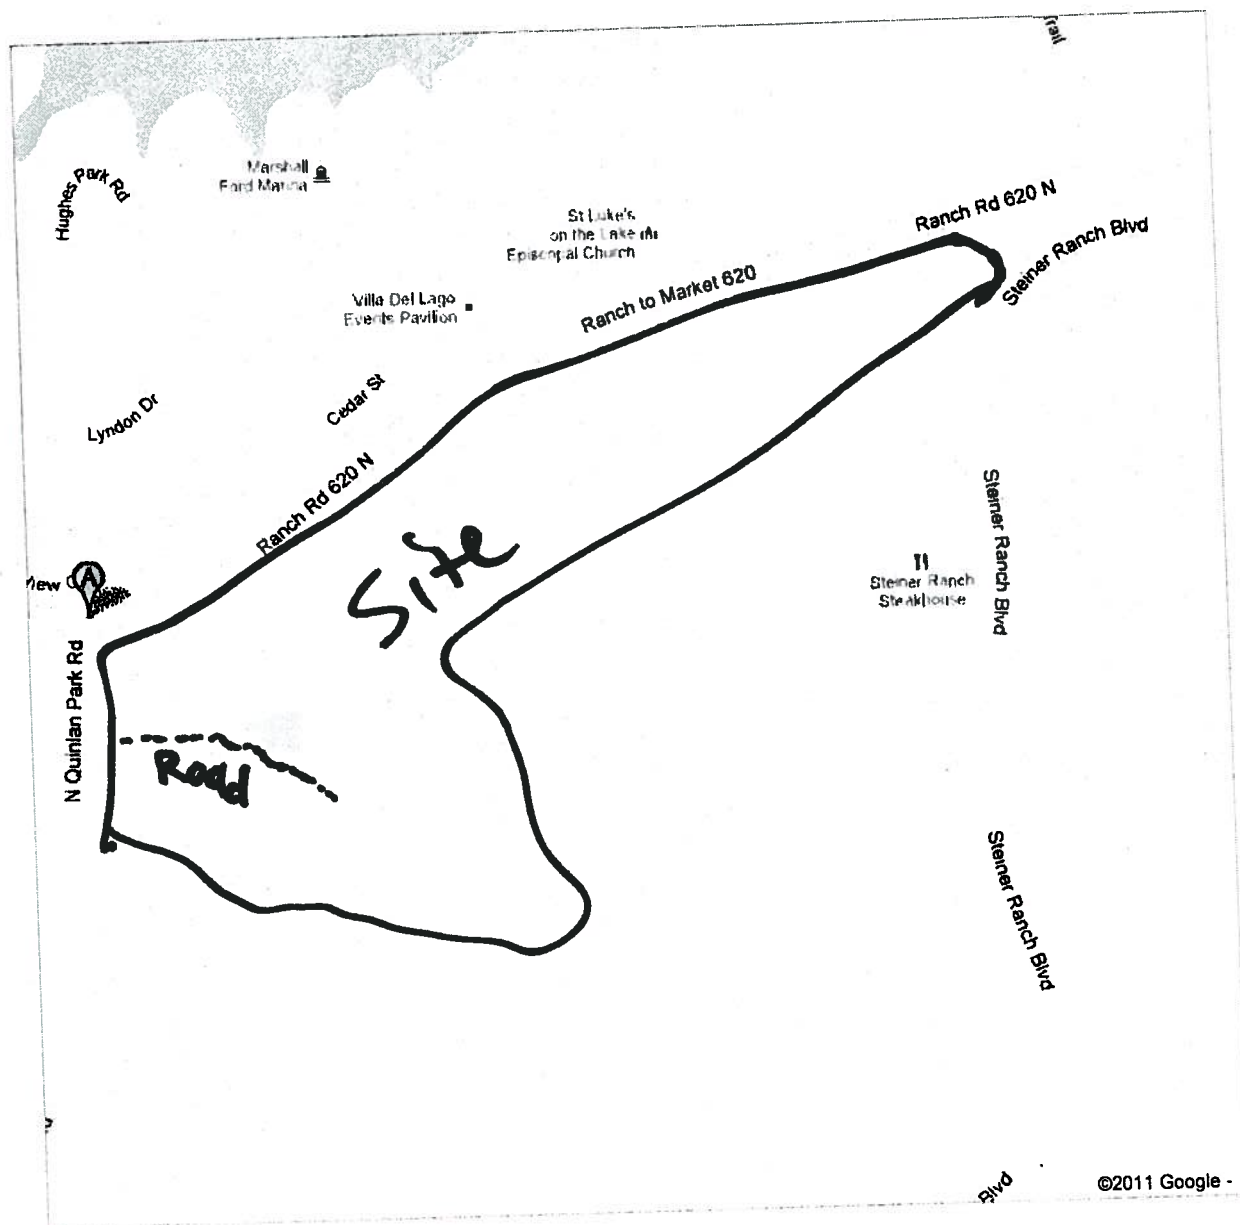 Trail
Marshall
Ford Marina
Hughes Park Rd
St Luke's
on the Lake
Episcopal Church
Ranch Rd 620 N
Steiner Ranch Blvd
Ranch to Market 620
Villa Del Lago
Events Pavilion
Cedar St
Lyndon Dr
Ranch Rd 620 N
Site
Steiner Ranch Blvd
Steiner Ranch
Steakhouse
A
N Quinlan Park Rd
Road
Steiner Ranch Blvd
Blvd
©2011 Google -